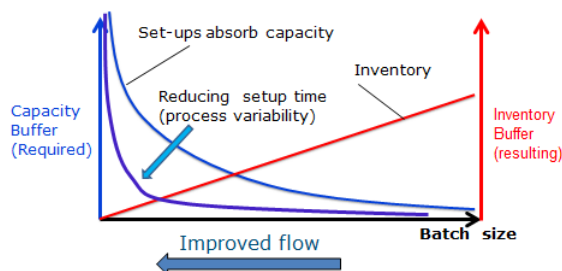 Set-ups absorb capacity
Inventory
Reducing setup time
(process variability)
Capacity
Buffer
(Required)
Inventory
Buffer
(resulting)
Batch size
Improved flow